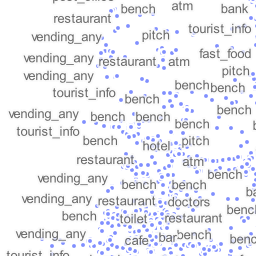 bench
atm
bank
restaurant
tourist_info
vending_any
pitch
fast_food
vending_any
restaurant
atm
pitch
vending_any
bench
bench
tourist_info
bench
bench
vending_any
bench
bench
bench
tourist_info
bench
pitch
hotel
restaurant
atm
bench
vending_any
bench
bench
vending_any
restaurant
doctors
bench
bench
toilet
restaurant
vending_any
cafe
bar
bench
tourist_info